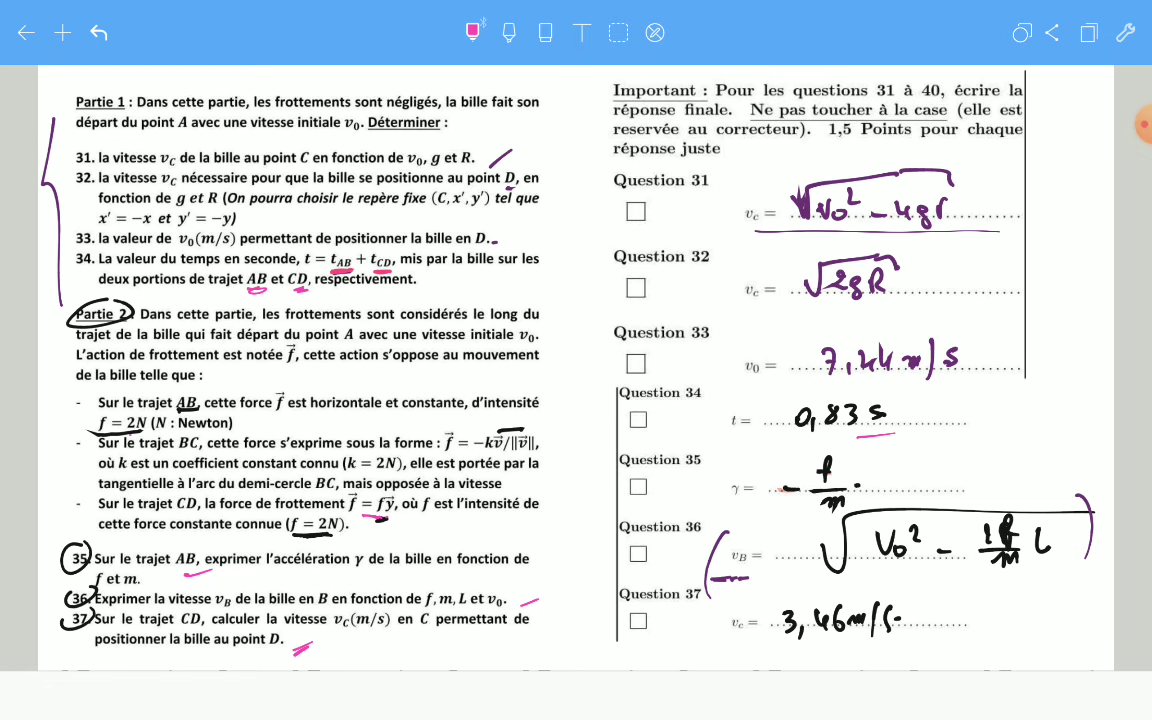 Partie 1 : Dans cette partie, les frottements sont négligés, la bille fait son
départ du point A avec une vitesse initiale v₀. Déterminer :
31. la vitesse v_C de la bille au point C en fonction de v₀, g et R.
32. la vitesse v_C nécessaire pour que la bille se positionne au point D, en
fonction de g et R (On pourra choisir le repère fixe (C, x′, y′) tel que
x′ = −x et y′ = −y)
33. la valeur de v₀(m/s) permettant de positionner la bille en D.
34. La valeur du temps en seconde, t = t_AB + t_CD, mis par la bille sur les
deux portions de trajet AB et CD, respectivement.
Partie 2 : Dans cette partie, les frottements sont considérés le long du
trajet de la bille qui fait départ du point A avec une vitesse initiale v₀.
L’action de frottement est notée f⃗, cette action s’oppose au mouvement
de la bille telle que :
- Sur le trajet AB, cette force f⃗ est horizontale et constante, d’intensité
f = 2N (N : Newton)
- Sur le trajet BC, cette force s’exprime sous la forme : f⃗ = −kv⃗/‖v⃗‖,
où k est un coefficient constant connu (k = 2N), elle est portée par la
tangentielle à l’arc du demi-cercle BC, mais opposée à la vitesse
- Sur le trajet CD, la force de frottement f⃗ = fy⃗, où f est l’intensité de
cette force constante connue (f = 2N).
35. Sur le trajet AB, exprimer l’accélération γ de la bille en fonction de
f et m.
36. Exprimer la vitesse v_B de la bille en B en fonction de f, m, L et v₀.
37. Sur le trajet CD, calculer la vitesse v_C(m/s) en C permettant de
positionner la bille au point D.
Important : Pour les questions 31 à 40, écrire la
réponse finale. Ne pas toucher à la case (elle est
reservée au correcteur). 1,5 Points pour chaque
réponse juste
Question 31
v_c = √(v₀² − 4gr)
Question 32
v_c = √(2gR)
Question 33
v₀ = 7,44 m/s
Question 34
t = 0,83 s
Question 35
γ = − f/m
Question 36
v_B = √(V₀² − 2f/m L)
Question 37
v_c = 3,46 m/s